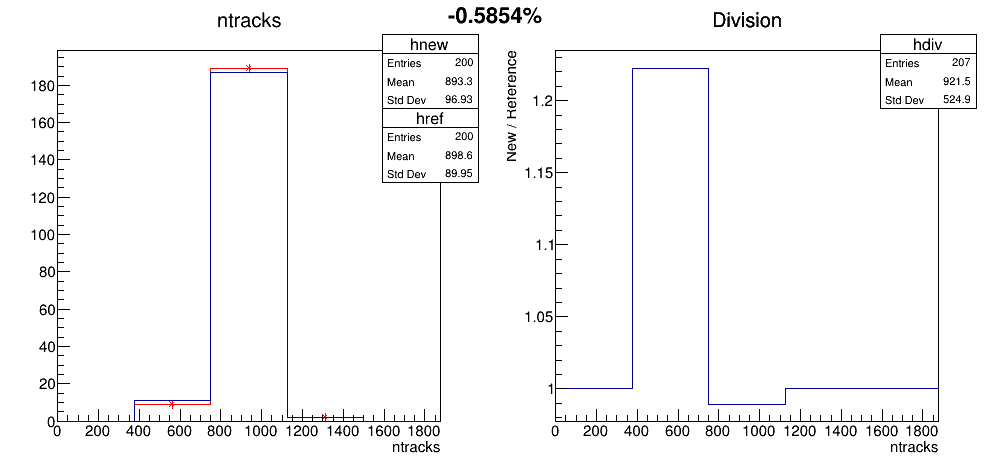 -0.5854%
ntracks
hnew
Entries 200
Mean 893.3
Std Dev 96.93
href
Entries 200
Mean 898.6
Std Dev 89.95
180
160
140
120
100
80
60
40
20
0
0 200 400 600 800 1000 1200 1400 1600 1800
ntracks
Division
hdiv
Entries 207
Mean 921.5
Std Dev 524.9
New / Reference
1.2
1.15
1.1
1.05
1
0 200 400 600 800 1000 1200 1400 1600 1800
ntracks